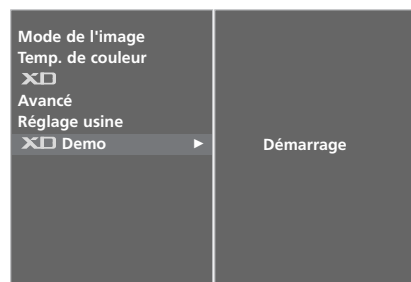 Mode de l'image
Temp. de couleur
XD
Avancé
Réglage usine
XD Demo ► Démarrage